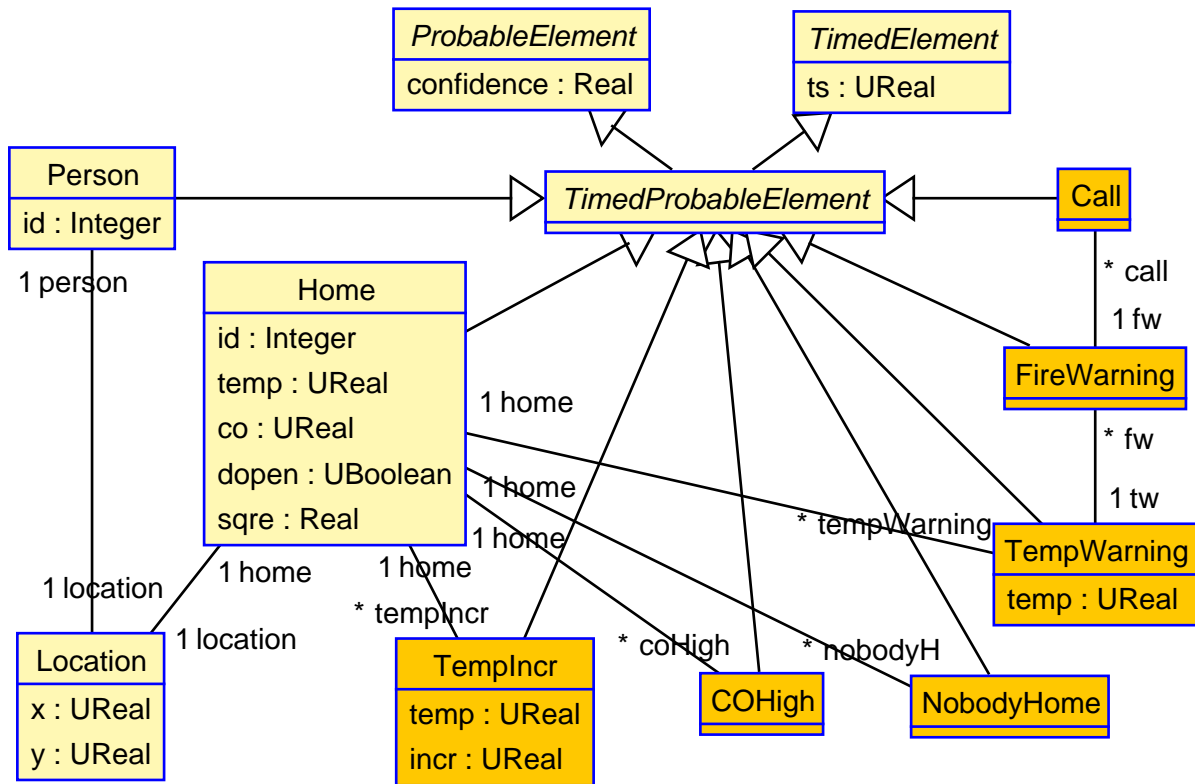 ProbableElement
confidence : Real
TimedElement
ts : UReal
Person
id : Integer
TimedProbableElement
Call
1 person
* call
1 fw
Home
id : Integer
temp : UReal
co : UReal
dopen : UBoolean
sqre : Real
FireWarning
1 home
* fw
1 home
1 tw
1 home
* tempWarning
TempWarning
temp : UReal
1 home
1 home
1 location
* tempIncr
1 location
* coHigh
* nobodyH
Location
x : UReal
y : UReal
TempIncr
temp : UReal
incr : UReal
COHigh
NobodyHome